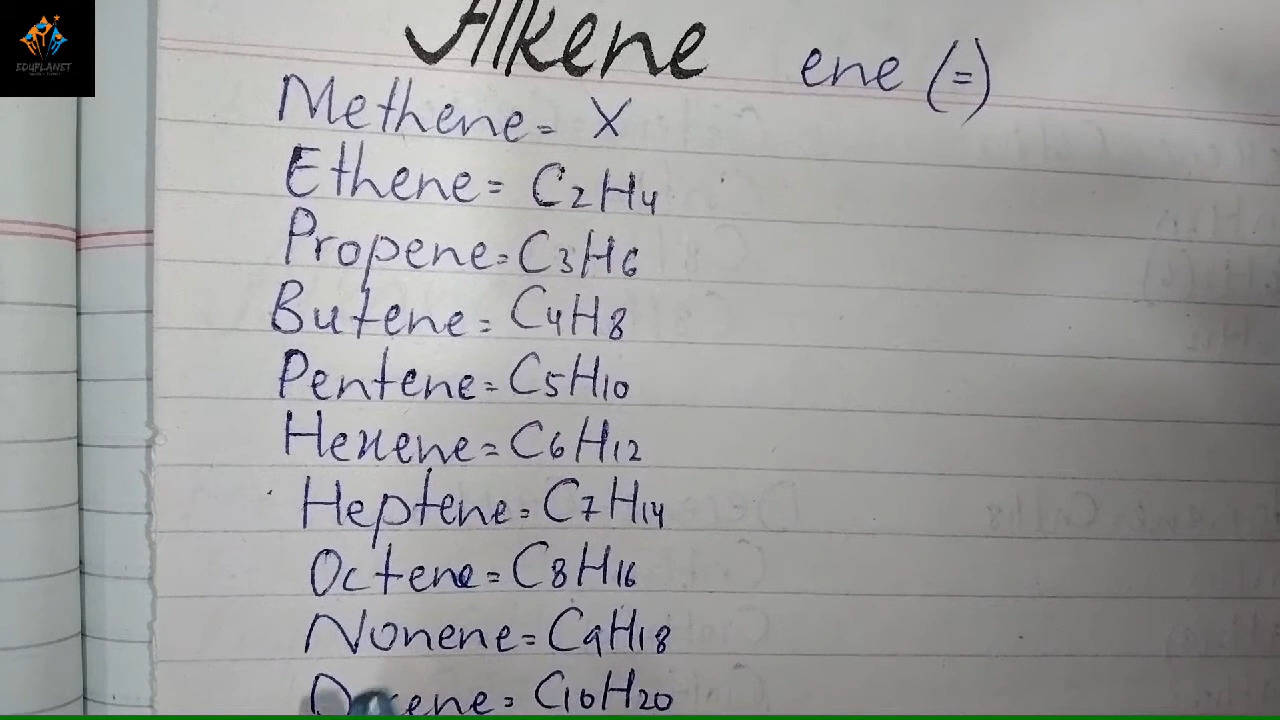 EDUPLANET
Alkene ene (=)
Methene = X
Ethene = C2H4
Propene = C3H6
Butene = C4H8
Pentene = C5H10
Hexene = C6H12
Heptene = C7H14
Octene = C8H16
Nonene = C9H18
= C10H20